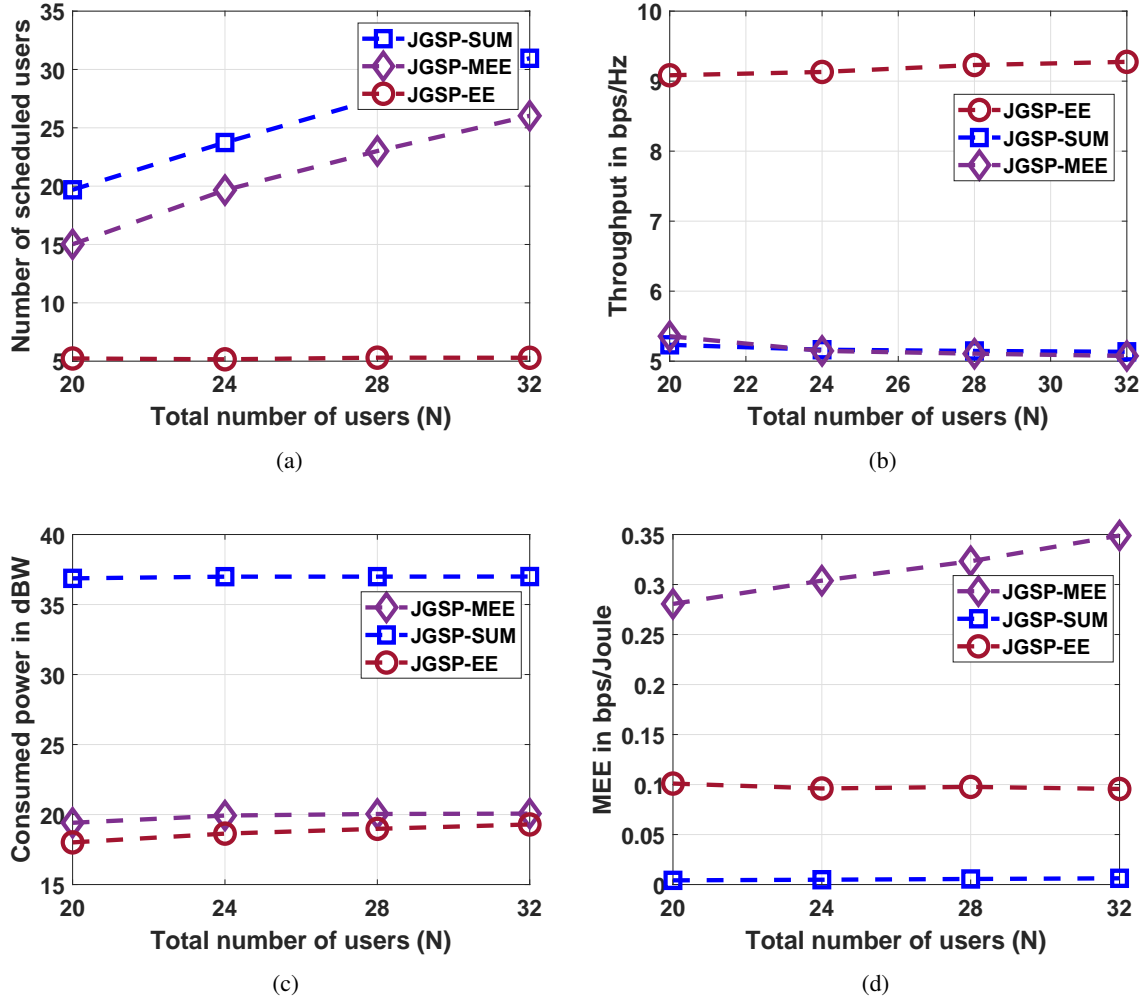 35
30
25
20
15
10
5
20
24
28
32
Number of scheduled users
Total number of users (N)
JGSP-SUM
JGSP-MEE
JGSP-EE
(a)
10
9
8
7
6
5
20
22
24
26
28
30
32
Throughput in bps/Hz
Total number of users (N)
JGSP-EE
JGSP-SUM
JGSP-MEE
(b)
40
35
30
25
20
15
20
24
28
32
Consumed power in dBW
Total number of users (N)
JGSP-MEE
JGSP-SUM
JGSP-EE
(c)
0.35
0.3
0.25
0.2
0.15
0.1
0.05
0
20
24
28
32
MEE in bps/Joule
Total number of users (N)
JGSP-MEE
JGSP-SUM
JGSP-EE
(d)